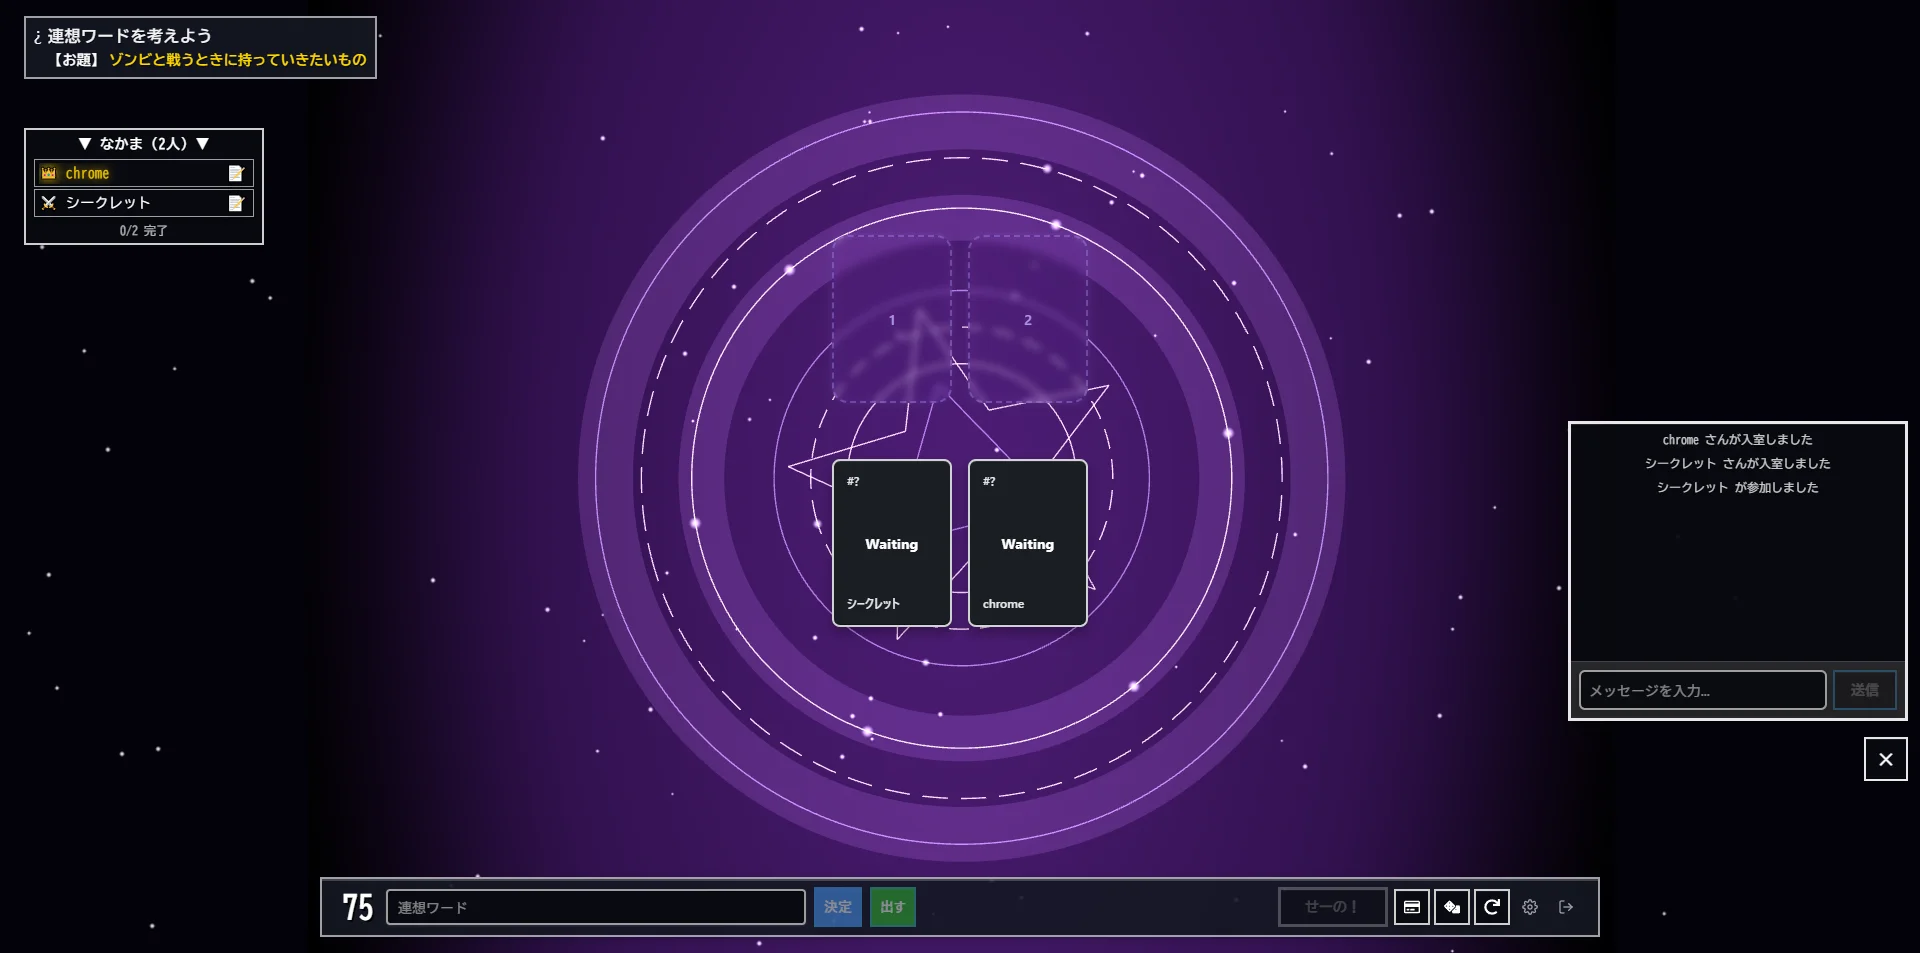 ¿ 連想ワードを考えよう
【お題】 ゾンビと戦うときに持っていきたいもの
▼ なかま（2人）▼
chrome
シークレット
0/2 完了
1
2
#?
Waiting
シークレット
#?
Waiting
chrome
chrome さんが入室しました
シークレット さんが入室しました
シークレット が参加しました
メッセージを入力...
送信
75
連想ワード
決定
出す
せーの！